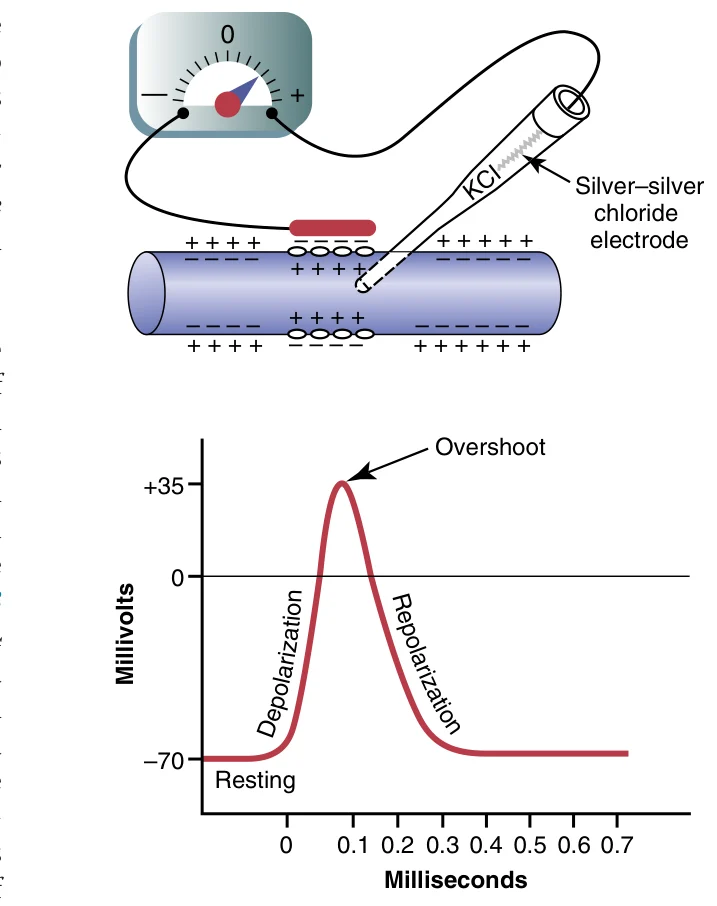 0
— +
KCl
Silver–silver
chloride
electrode
+ + + + – – – – + + + + +
– – – – + + + + – – – – –
+ + + +
– – – – – – – – – –
+ + + + – – – – + + + + + +
Overshoot
+35
0
Millivolts
Depolarization
Repolarization
–70
Resting
0 0.1 0.2 0.3 0.4 0.5 0.6 0.7
Milliseconds